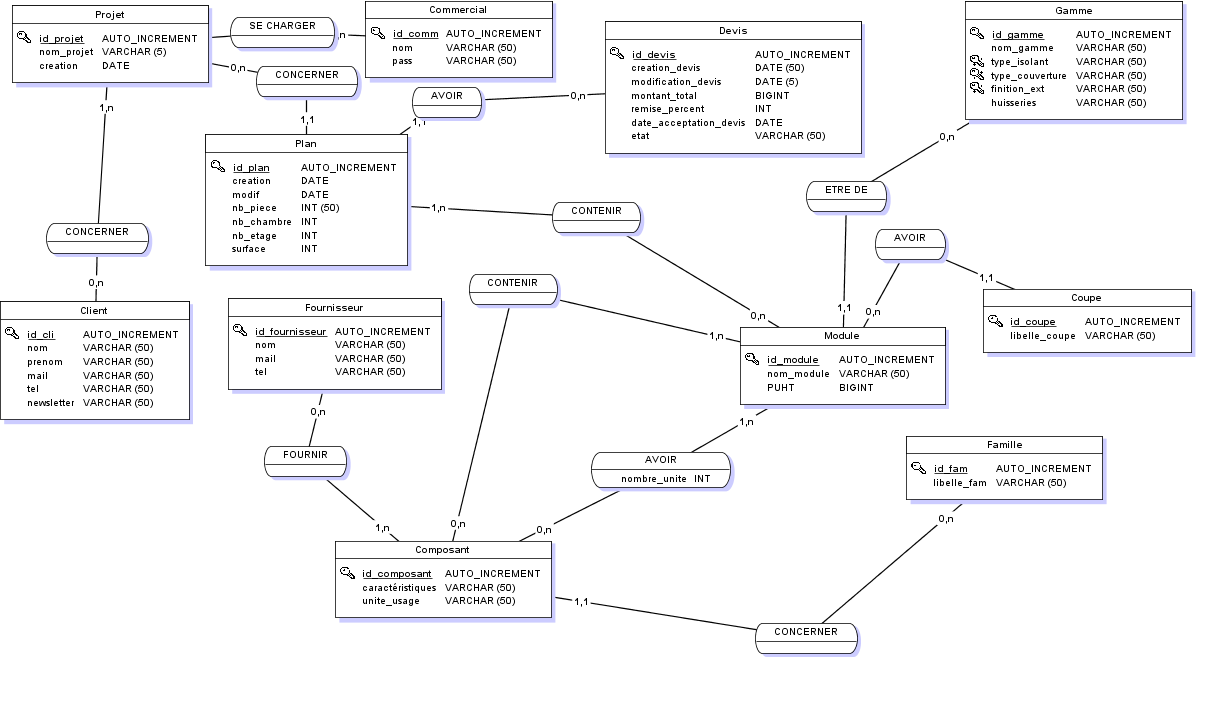 Projet
id_projet AUTO_INCREMENT
nom_projet VARCHAR (5)
creation DATE
SE CHARGER
n
Commercial
id_comm AUTO_INCREMENT
nom VARCHAR (50)
pass VARCHAR (50)
0,n
CONCERNER
1,1
1,n
AVOIR
1,1
0,n
Devis
id_devis AUTO_INCREMENT
creation_devis DATE (50)
modification_devis DATE (5)
montant_total BIGINT
remise_percent INT
date_acceptation_devis DATE
etat VARCHAR (50)
Gamme
id_gamme AUTO_INCREMENT
nom_gamme VARCHAR (50)
type_isolant VARCHAR (50)
type_couverture VARCHAR (50)
finition_ext VARCHAR (50)
huisseries VARCHAR (50)
0,n
ETRE DE
1,1
Plan
id_plan AUTO_INCREMENT
creation DATE
modif DATE
nb_piece INT (50)
nb_chambre INT
nb_etage INT
surface INT
1,n
CONTENIR
0,n
AVOIR
1,1
0,n
CONCERNER
0,n
Client
id_cli AUTO_INCREMENT
nom VARCHAR (50)
prenom VARCHAR (50)
mail VARCHAR (50)
tel VARCHAR (50)
newsletter VARCHAR (50)
Fournisseur
id_fournisseur AUTO_INCREMENT
nom VARCHAR (50)
mail VARCHAR (50)
tel VARCHAR (50)
CONTENIR
1,n
0,n
Coupe
id_coupe AUTO_INCREMENT
libelle_coupe VARCHAR (50)
Module
id_module AUTO_INCREMENT
nom_module VARCHAR (50)
PUHT BIGINT
0,n
FOURNIR
1,n
1,n
AVOIR
nombre_unite INT
0,n
Famille
id_fam AUTO_INCREMENT
libelle_fam VARCHAR (50)
0,n
Composant
id_composant AUTO_INCREMENT
caractéristiques VARCHAR (50)
unite_usage VARCHAR (50)
1,1
CONCERNER